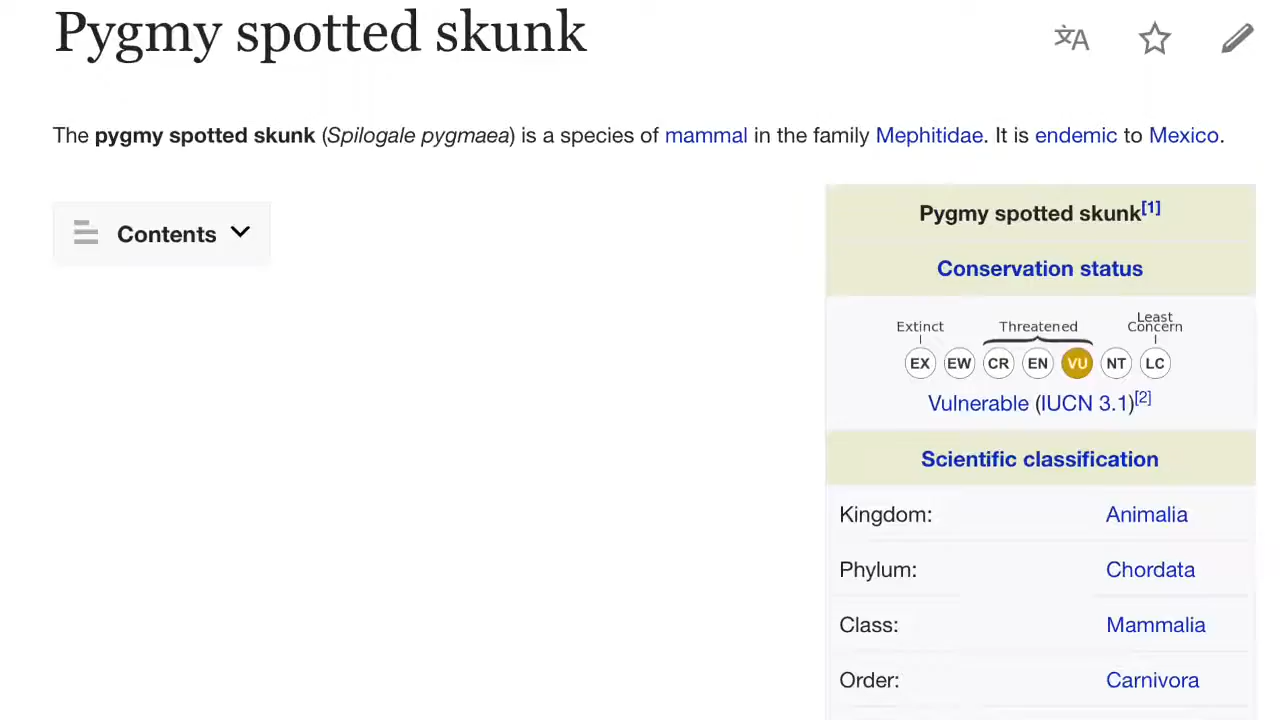 Pygmy spotted skunk
The pygmy spotted skunk (Spilogale pygmaea) is a species of mammal in the family Mephitidae. It is endemic to Mexico.
Contents
Pygmy spotted skunk[1]
Conservation status
Extinct Threatened Least Concern
EX EW CR EN VU NT LC
Vulnerable (IUCN 3.1)[2]
Scientific classification
Kingdom: Animalia
Phylum: Chordata
Class: Mammalia
Order: Carnivora